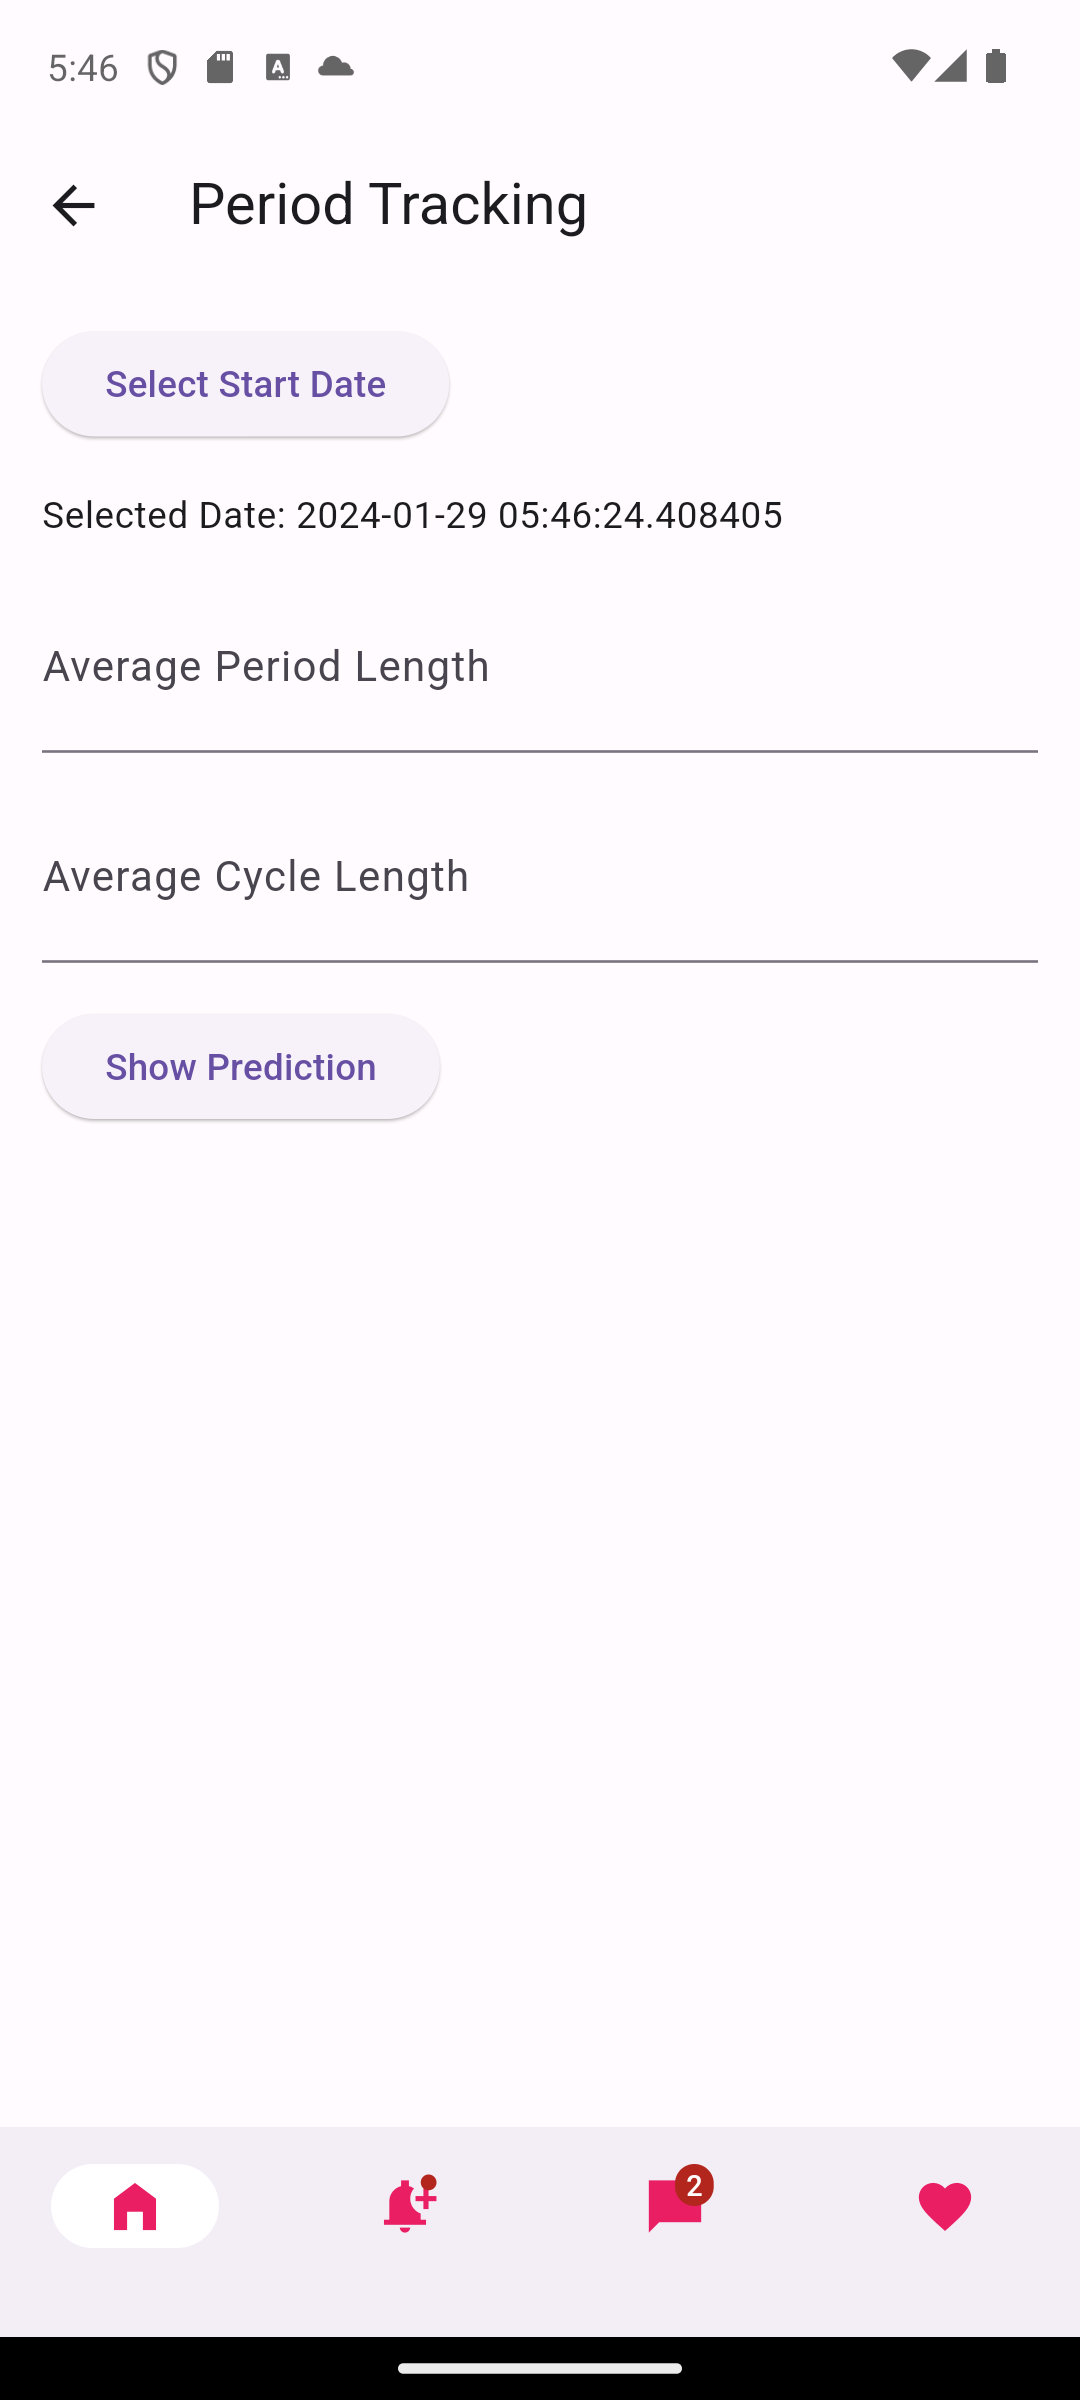 5:46
Period Tracking
Select Start Date
Selected Date: 2024-01-29 05:46:24.408405
Average Period Length
Average Cycle Length
Show Prediction
2